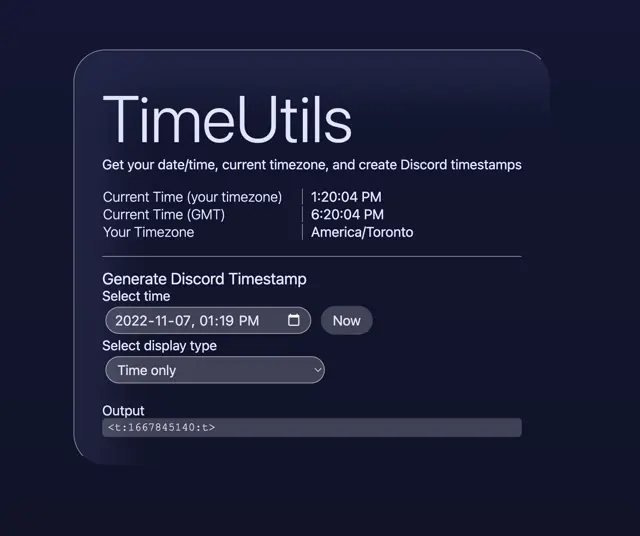 TimeUtils
Get your date/time, current timezone, and create Discord timestamps
Current Time (your timezone) 1:20:04 PM
Current Time (GMT) 6:20:04 PM
Your Timezone America/Toronto
Generate Discord Timestamp
Select time
2022-11-07, 01:19 PM Now
Select display type
Time only
Output
<t:1667845140:t>